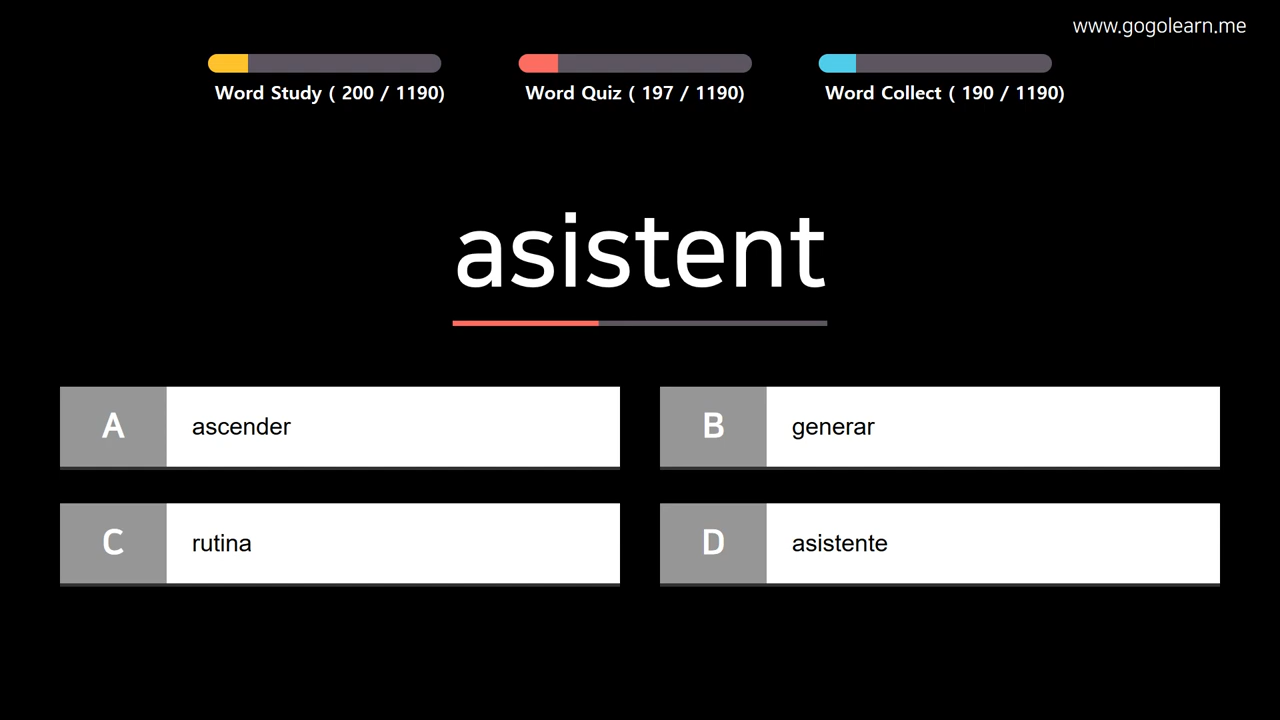 www.gogolearn.me
Word Study ( 200 / 1190)
Word Quiz ( 197 / 1190)
Word Collect ( 190 / 1190)
asistent
A ascender
B generar
C rutina
D asistente